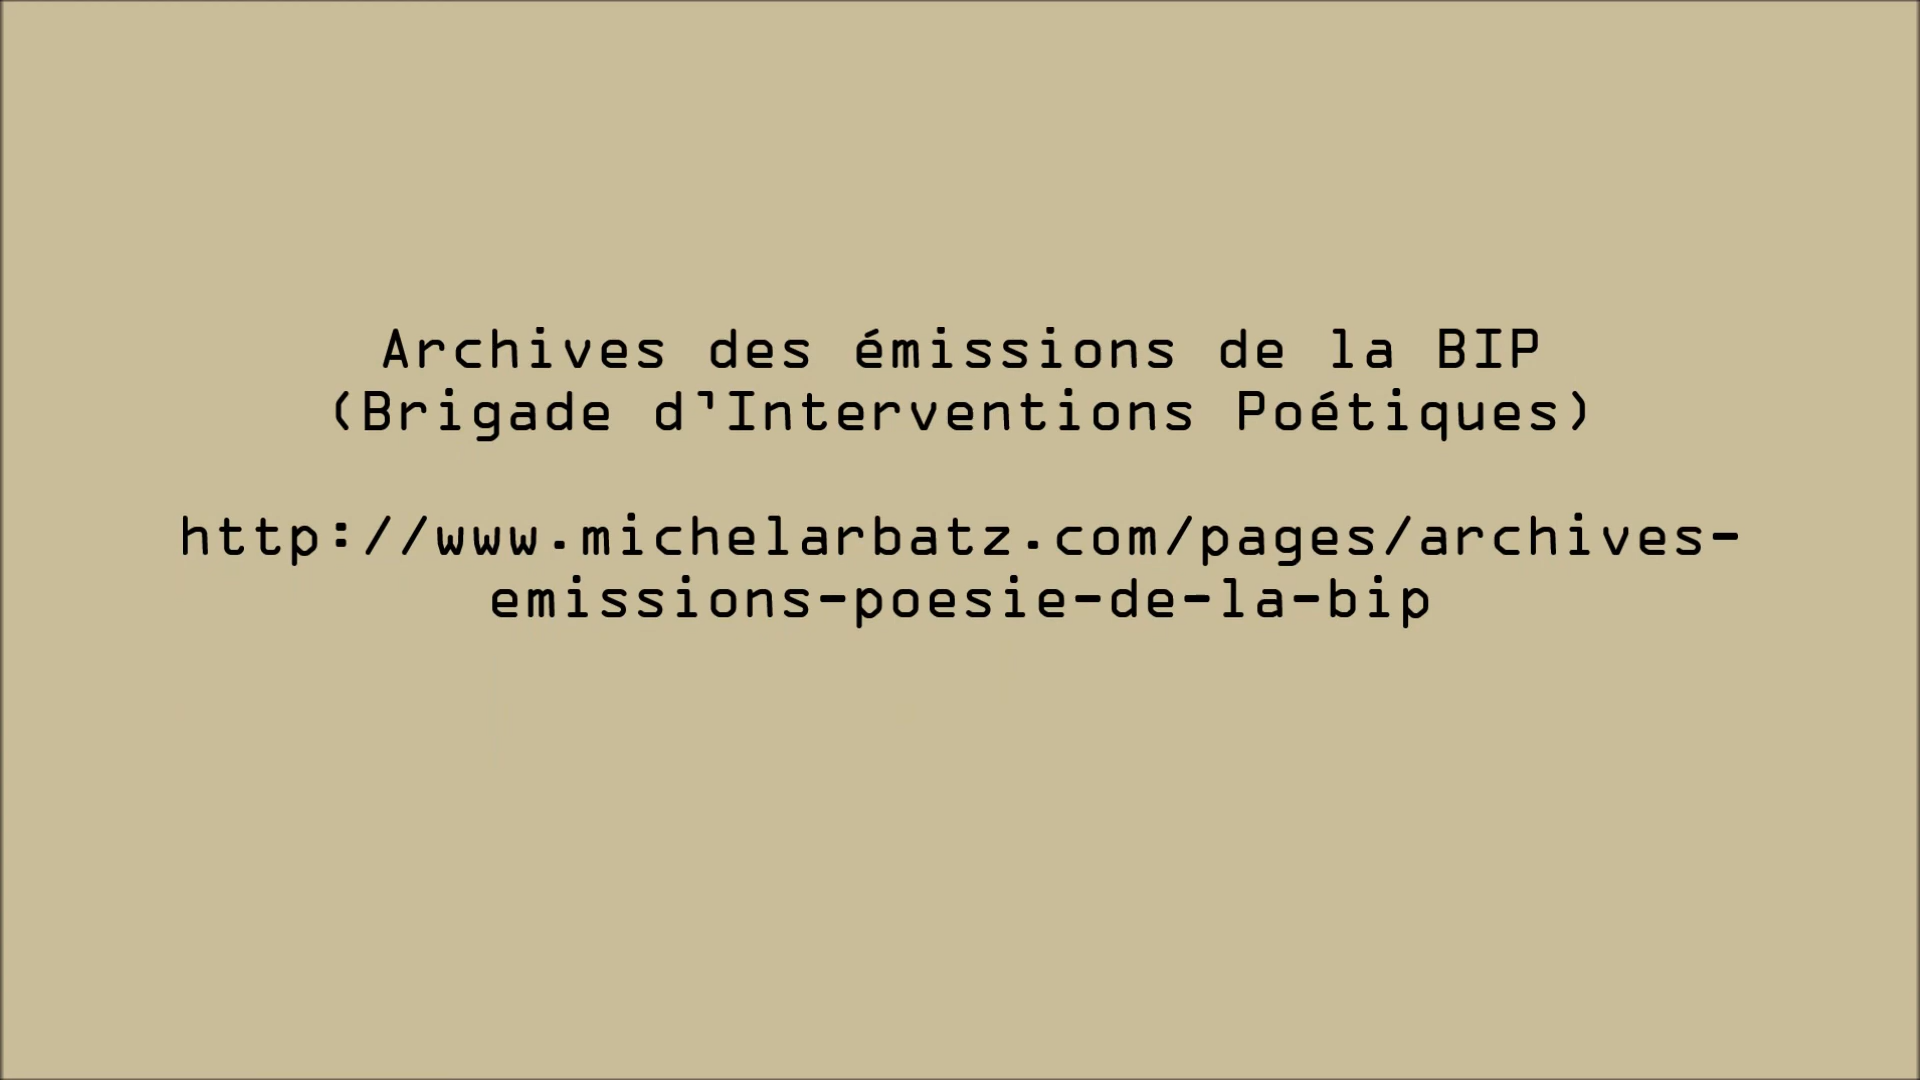 Archives des émissions de la BIP
(Brigade d'Interventions Poétiques)
http://www.michelarbatz.com/pages/archives-
emissions-poesie-de-la-bip